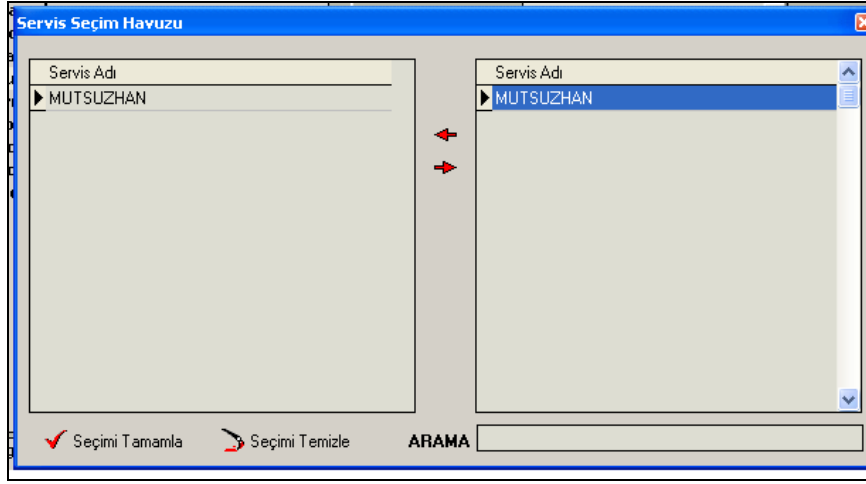 Servis Seçim Havuzu
Servis Adı
MUTSUZHAN
Servis Adı
MUTSUZHAN
Seçimi Tamamla
Seçimi Temizle
ARAMA